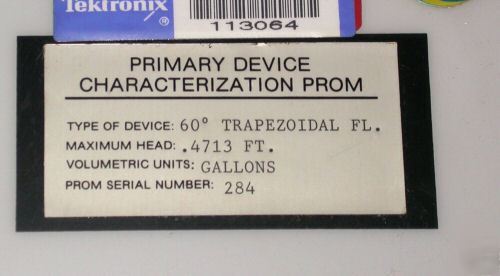 Tektronix®
113064
PRIMARY DEVICE
CHARACTERIZATION PROM
TYPE OF DEVICE: 60° TRAPEZOIDAL FL.
MAXIMUM HEAD: .4713 FT.
VOLUMETRIC UNITS: GALLONS
PROM SERIAL NUMBER: 284